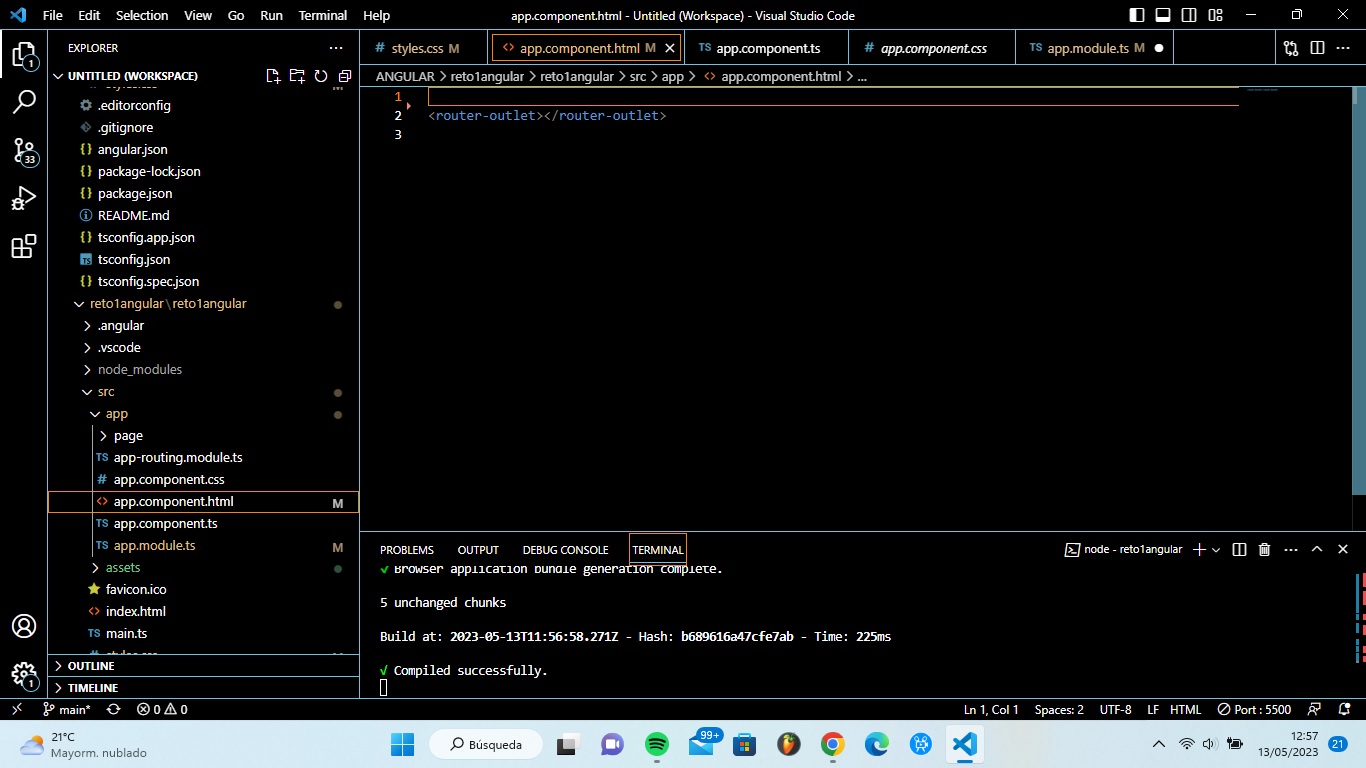 File Edit Selection View Go Run Terminal Help app.component.html - Untitled (Workspace) - Visual Studio Code
EXPLORER
UNTITLED (WORKSPACE)
.editorconfig
.gitignore
angular.json
package-lock.json
package.json
README.md
tsconfig.app.json
tsconfig.json
tsconfig.spec.json
reto1angular\reto1angular
.angular
.vscode
node_modules
src
app
page
app-routing.module.ts
app.component.css
app.component.html M
app.component.ts
app.module.ts M
assets
favicon.ico
index.html
main.ts
OUTLINE
TIMELINE
styles.css M app.component.html M app.component.ts app.component.css app.module.ts M
ANGULAR > reto1angular > reto1angular > src > app > app.component.html > ...
1
2 <router-outlet></router-outlet>
3
PROBLEMS OUTPUT DEBUG CONSOLE TERMINAL node - reto1angular
√ Browser application bundle generation complete.
5 unchanged chunks
Build at: 2023-05-13T11:56:58.271Z - Hash: b689616a47cfe7ab - Time: 225ms
√ Compiled successfully.
main* 0 0 Ln 1, Col 1 Spaces: 2 UTF-8 LF HTML Port : 5500
21°C
Mayorm. nublado
Búsqueda
99+
12:57
13/05/2023
21
1
33
1